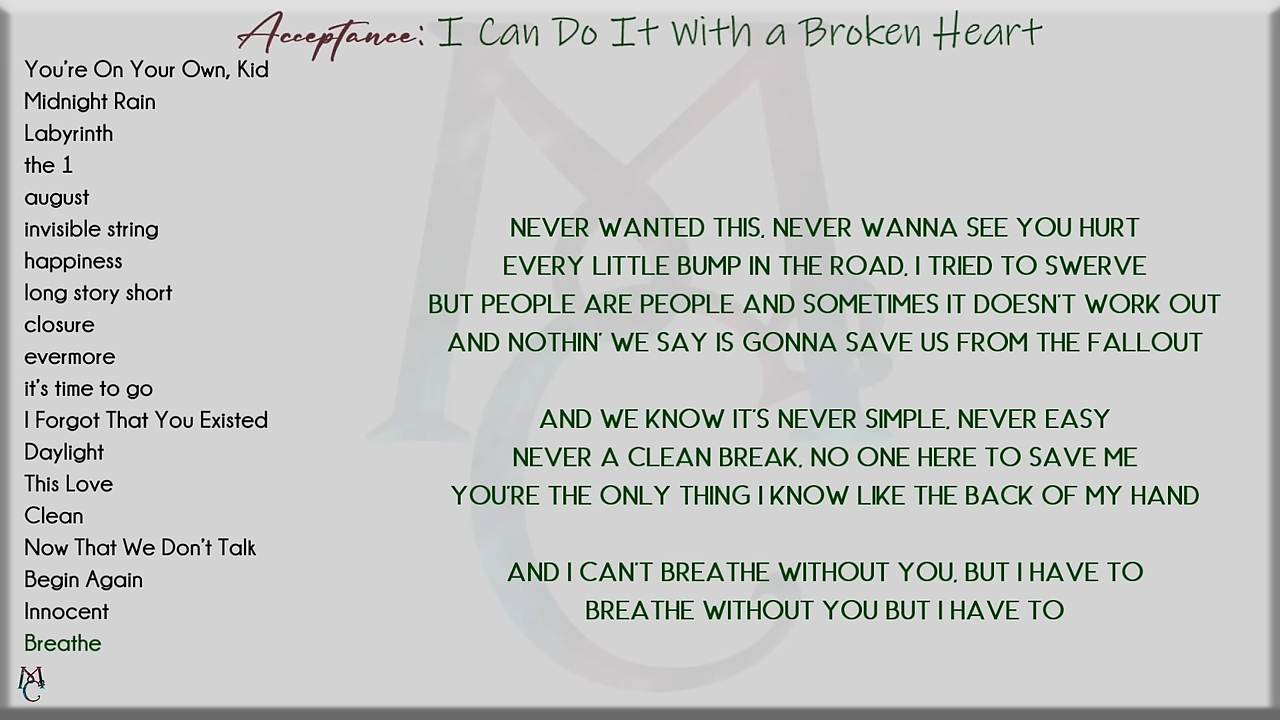 Acceptance: I Can Do It With a Broken Heart
You're On Your Own, Kid
Midnight Rain
Labyrinth
the 1
august
invisible string
happiness
long story short
closure
evermore
it's time to go
I Forgot That You Existed
Daylight
This Love
Clean
Now That We Don't Talk
Begin Again
Innocent
Breathe
NEVER WANTED THIS, NEVER WANNA SEE YOU HURT
EVERY LITTLE BUMP IN THE ROAD, I TRIED TO SWERVE
BUT PEOPLE ARE PEOPLE AND SOMETIMES IT DOESN'T WORK OUT
AND NOTHIN' WE SAY IS GONNA SAVE US FROM THE FALLOUT
AND WE KNOW IT'S NEVER SIMPLE, NEVER EASY
NEVER A CLEAN BREAK, NO ONE HERE TO SAVE ME
YOU'RE THE ONLY THING I KNOW LIKE THE BACK OF MY HAND
AND I CAN'T BREATHE WITHOUT YOU, BUT I HAVE TO
BREATHE WITHOUT YOU BUT I HAVE TO